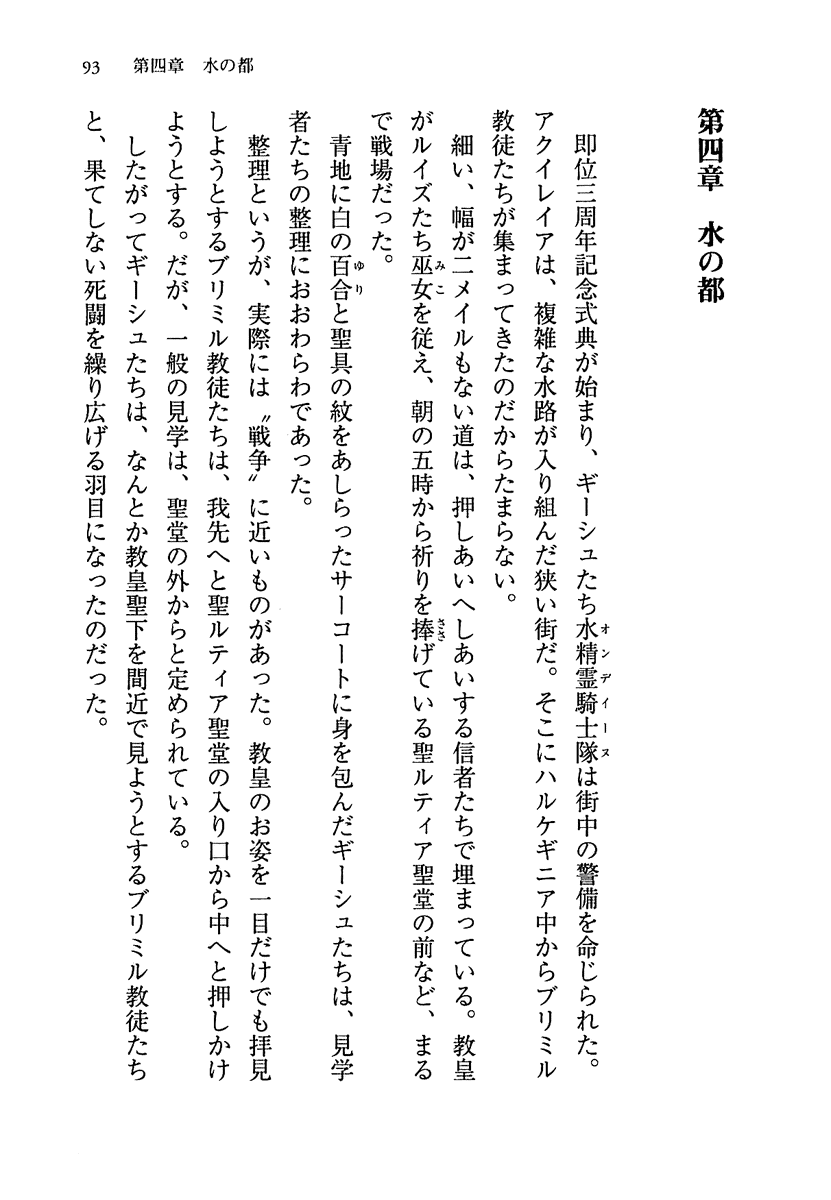 93　第四章　水の都
第四章　水の都
　即位三周年記念式典が始まり、ギーシュたち水精霊騎士隊は街中の警備を命じられた。
オンディーヌ
アクイレイアは、複雑な水路が入り組んだ狭い街だ。そこにハルケギニア中からブリミル
教徒たちが集まってきたのだからたまらない。
　細い、幅が二メイルもない道は、押しあいへしあいする信者たちで埋まっている。教皇
がルイズたち巫女を従え、朝の五時から祈りを捧げている聖ルティア聖堂の前など、まる
みこ
ささ
で戦場だった。
　青地に白の百合と聖具の紋をあしらったサーコートに身を包んだギーシュたちは、見学
ゆり
者たちの整理におおわらわであった。
　整理というが、実際には〝戦争〟に近いものがあった。教皇のお姿を一目だけでも拝見
しようとするブリミル教徒たちは、我先へと聖ルティア聖堂の入り口から中へと押しかけ
ようとする。だが、一般の見学は、聖堂の外からと定められている。
　したがってギーシュたちは、なんとか教皇聖下を間近で見ようとするブリミル教徒たち
と、果てしない死闘を繰り広げる羽目になったのだった。